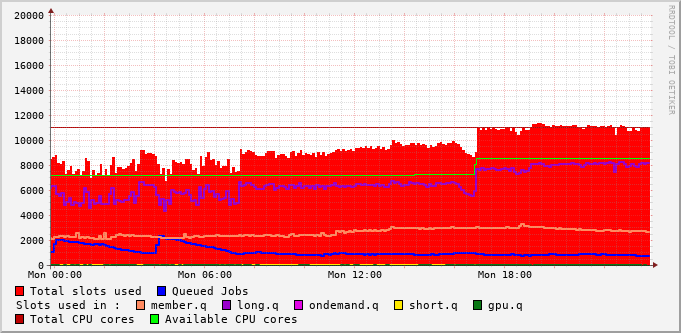 20000
18000
16000
14000
12000
10000
8000
6000
4000
2000
0
Mon 00:00 Mon 06:00 Mon 12:00 Mon 18:00
Total slots used Queued Jobs
Slots used in : member.q long.q ondemand.q short.q gpu.q
Total CPU cores Available CPU cores
RRDTOOL / TOBI OETIKER